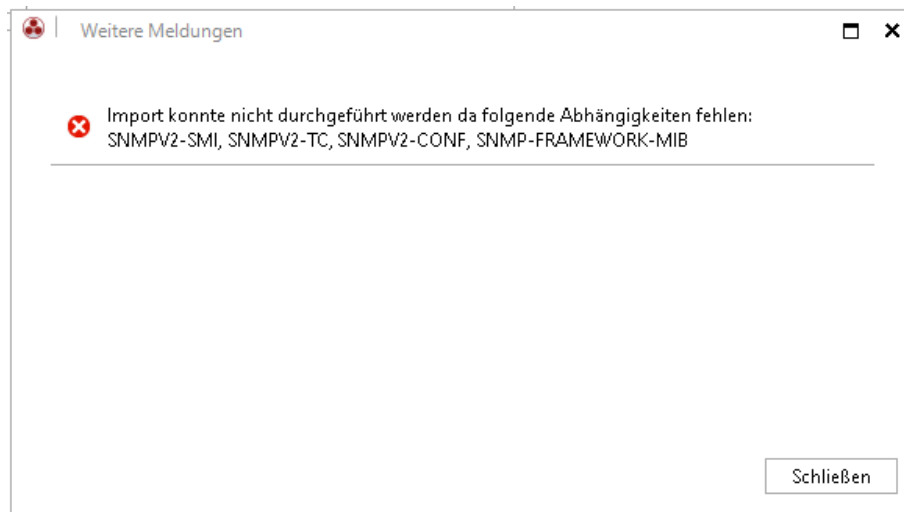 Weitere Meldungen
Import konnte nicht durchgeführt werden da folgende Abhängigkeiten fehlen:
SNMPV2-SMI, SNMPV2-TC, SNMPV2-CONF, SNMP-FRAMEWORK-MIB
Schließen